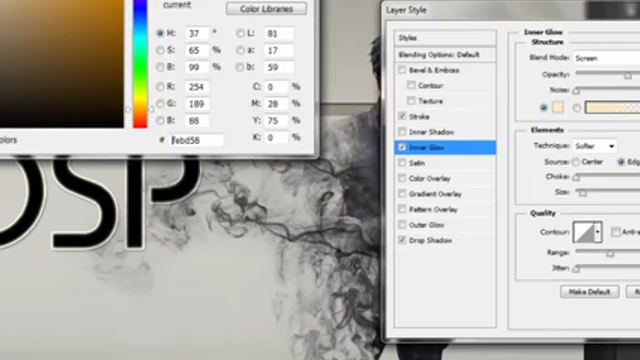 current
Color Libraries
H: 37 °
L: 81
S: 65 %
a: 17
B: 99 %
b: 59
R: 254
C: 0 %
G: 189
M: 28 %
B: 88
Y: 75 %
K: 0 %
# febd58
olors
OSP
Layer Style
Styles
Blending Options: Default
Bevel & Emboss
Contour
Texture
Stroke
Inner Shadow
Inner Glow
Satin
Color Overlay
Gradient Overlay
Pattern Overlay
Outer Glow
Drop Shadow
Inner Glow
Structure
Blend Mode: Screen
Opacity:
Noise:
Elements
Technique: Softer
Source: Center Edg
Choke:
Size:
Quality
Contour: Anti-a
Range:
Jitter:
Make Default R